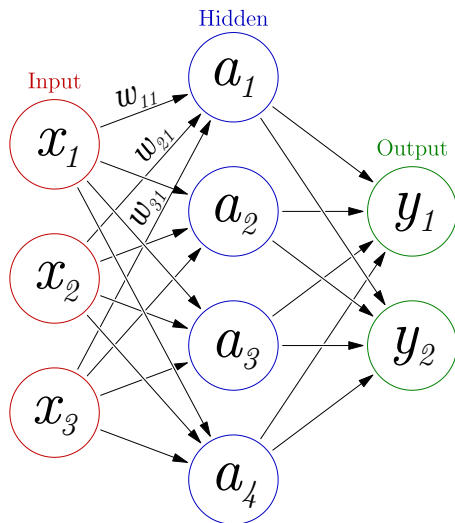 Hidden
Input
Output
w₁₁
w₂₁
w₃₁
x₁
x₂
x₃
a₁
a₂
a₃
a₄
y₁
y₂